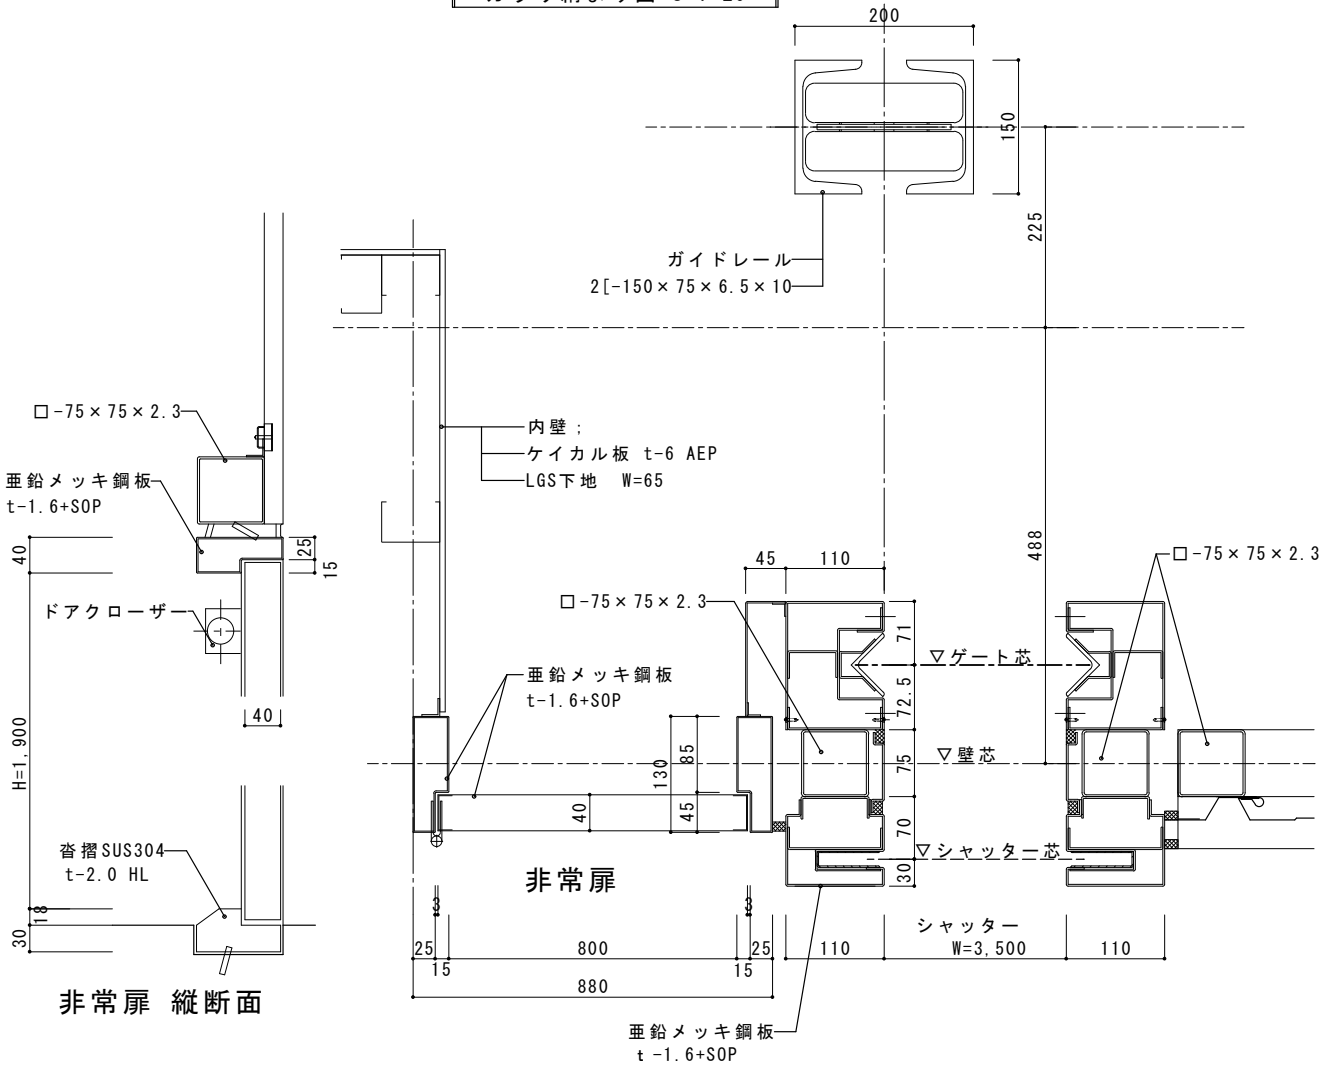 200
150
225
ガイドレール
2[-150×75×6.5×10
□-75×75×2.3
内壁;
ケイカル板 t-6 AEP
LGS下地 W=65
亜鉛メッキ鋼板
t-1.6+SOP
40
25
15
488
□-75×75×2.3
45
110
□-75×75×2.3
ドアクローザー
71
▽ゲート芯
亜鉛メッキ鋼板
t-1.6+SOP
72.5
40
▽壁芯
H=1,900
130
85
75
40
45
70
沓摺SUS304
t-2.0 HL
▽シャッター芯
30
非常扉
18
30
3
3
シャッター
W=3,500
25
15
800
15
25
110
110
880
非常扉 縦断面
亜鉛メッキ鋼板
t-1.6+SOP